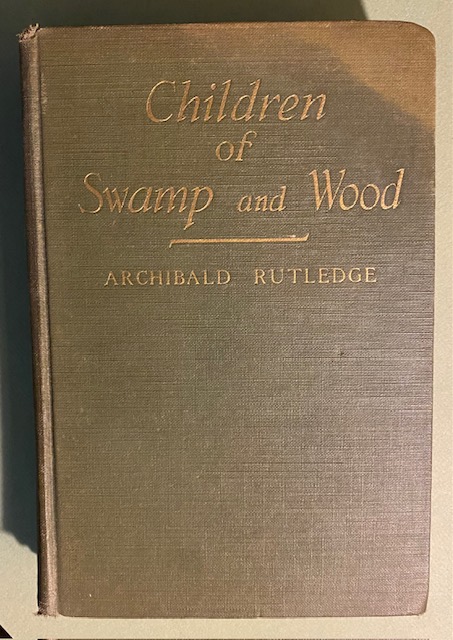 Children
of
Swamp and Wood
ARCHIBALD RUTLEDGE